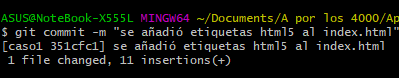 ASUS@NoteBook-X555L MINGW64 ~/Documents/A por los 4000/Ap
$ git commit -m "se añadió etiquetas html5 al index.html"
[caso1 351cfc1] se añadió etiquetas html5 al index.html
 1 file changed, 11 insertions(+)